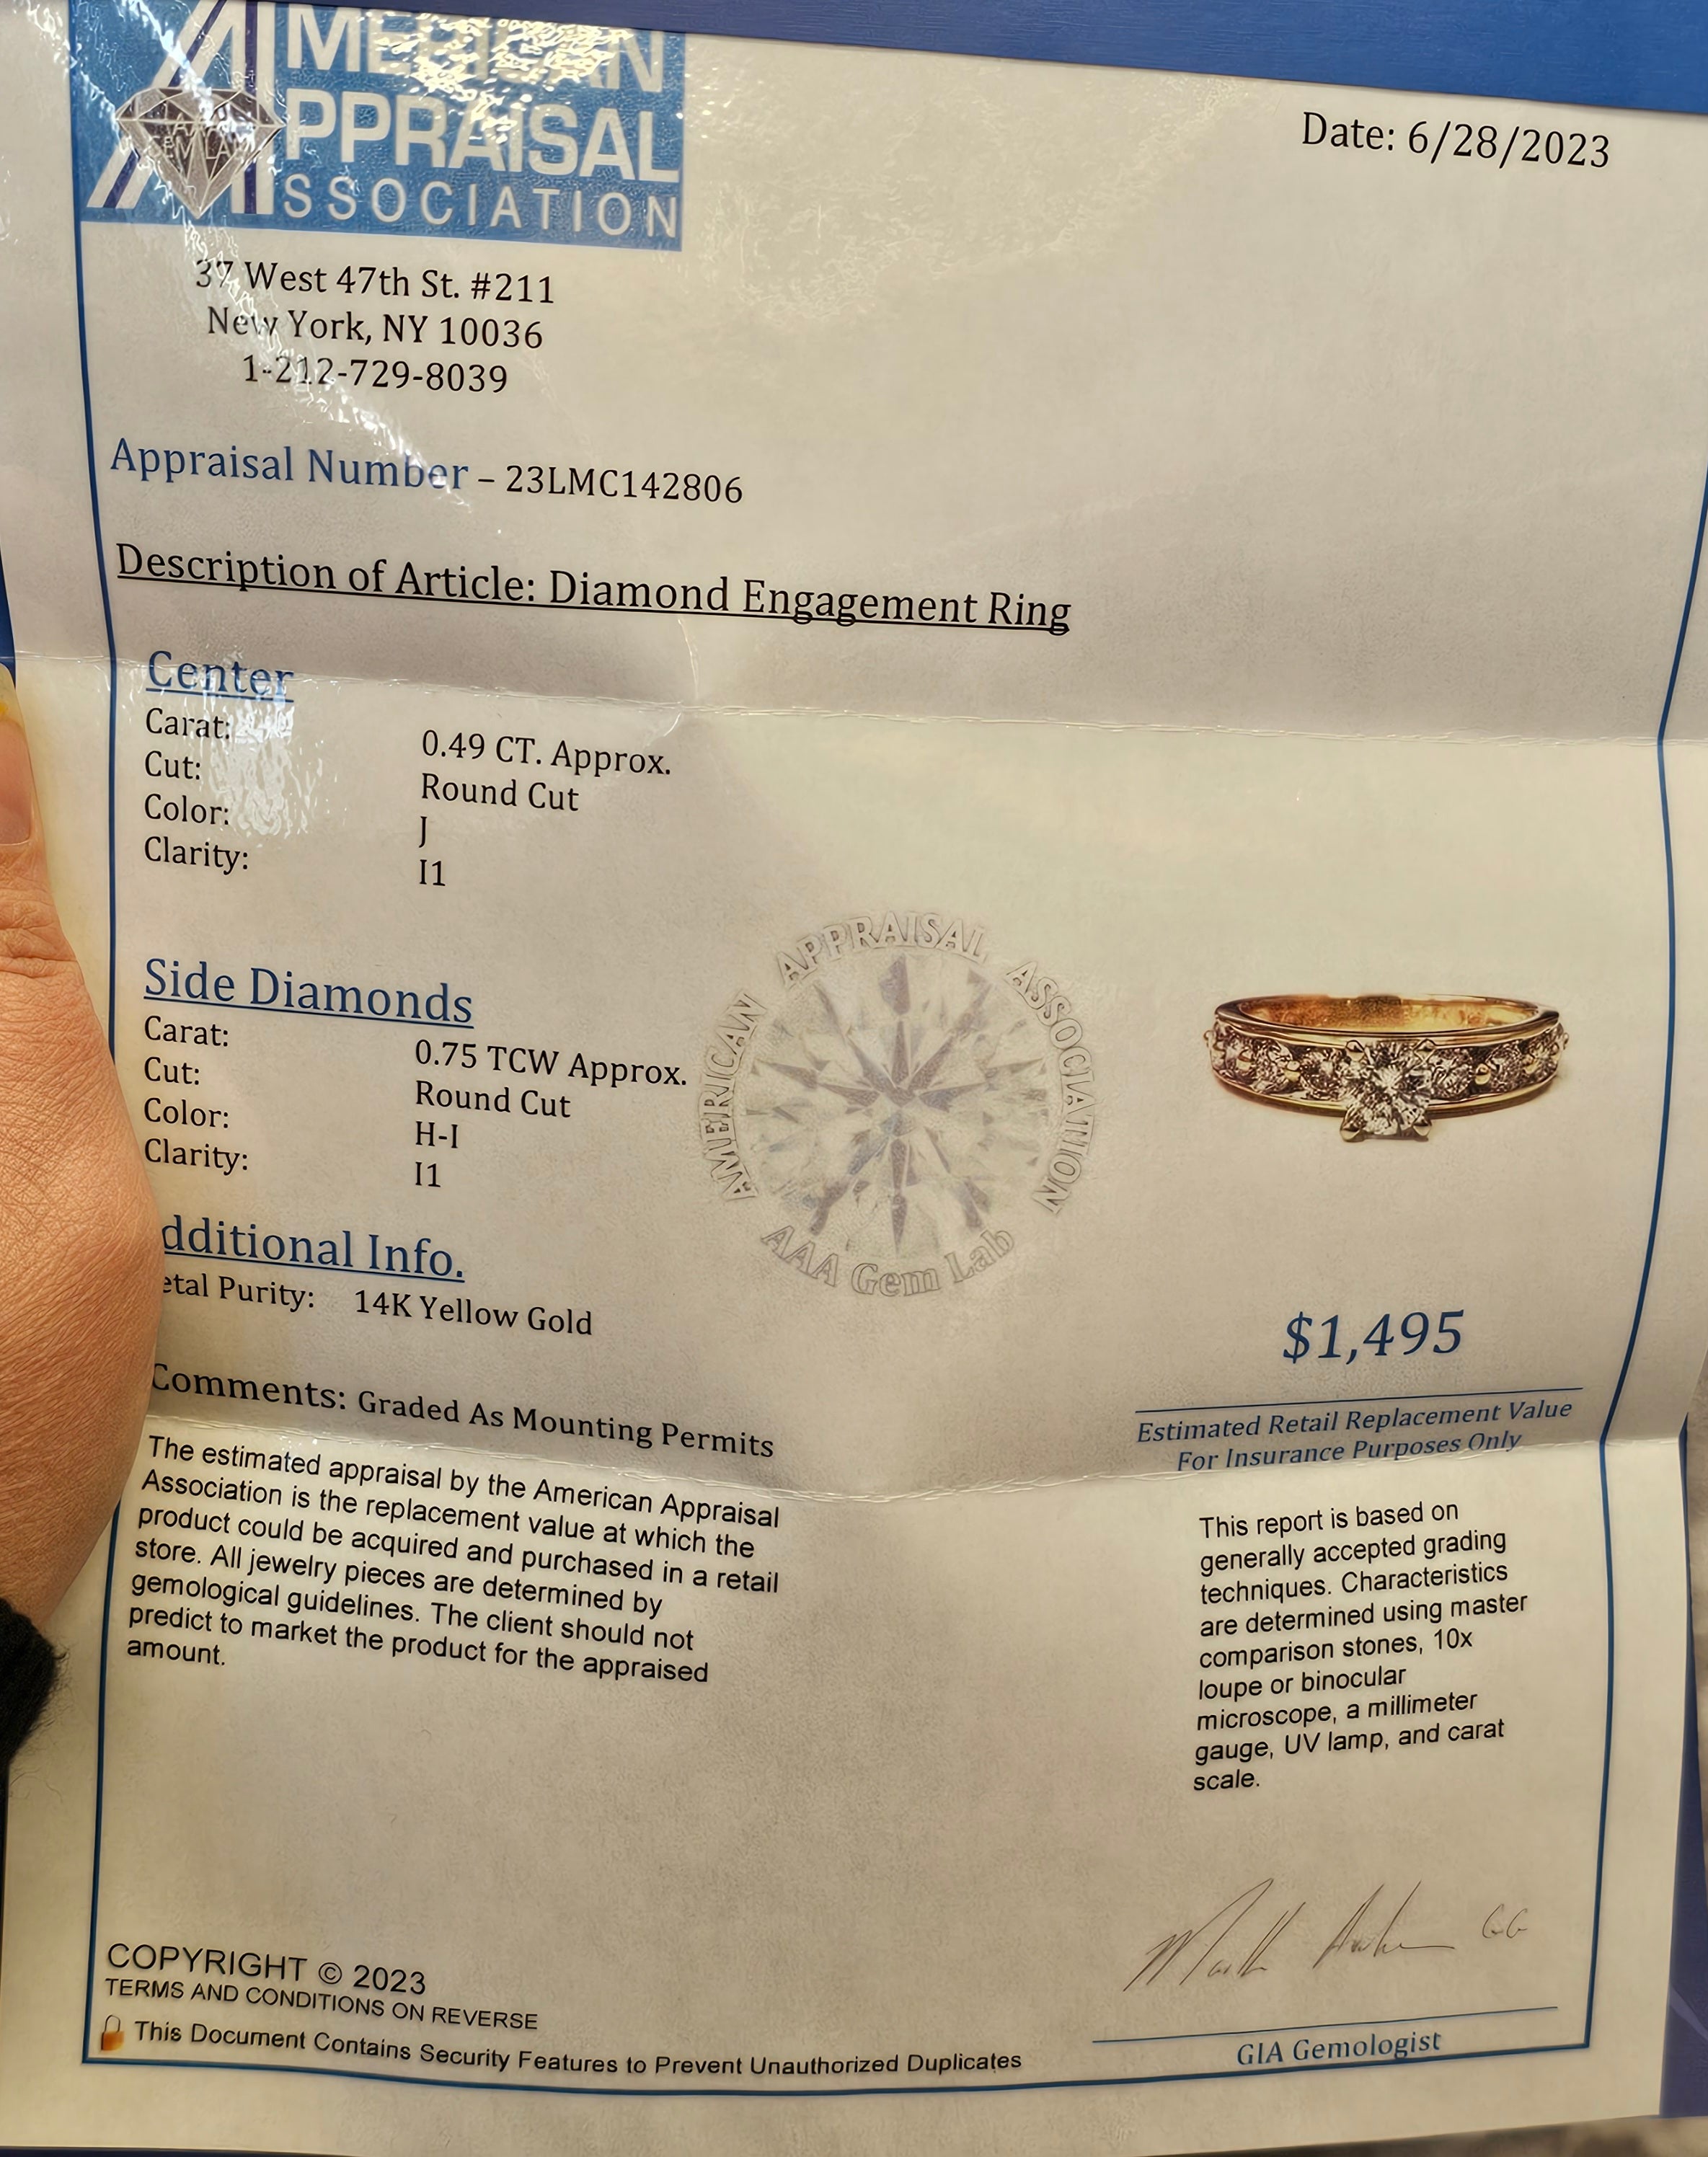 MERICAN
PPRAISAL
SSOCIATION
GEM LAB
Date: 6/28/2023
37 West 47th St. #211
New York, NY 10036
1-212-729-8039
Appraisal Number – 23LMC142806
Description of Article: Diamond Engagement Ring
Center
Carat: 0.49 CT. Approx.
Cut: Round Cut
Color: J
Clarity: I1
Side Diamonds
Carat: 0.75 TCW Approx.
Cut: Round Cut
Color: H-I
Clarity: I1
AMERICAN APPRAISAL ASSOCIATION
AAA Gem Lab
dditional Info.
etal Purity: 14K Yellow Gold
Comments: Graded As Mounting Permits
The estimated appraisal by the American Appraisal
Association is the replacement value at which the
product could be acquired and purchased in a retail
store. All jewelry pieces are determined by
gemological guidelines. The client should not
predict to market the product for the appraised
amount.
$1,495
Estimated Retail Replacement Value
For Insurance Purposes Only
This report is based on
generally accepted grading
techniques. Characteristics
are determined using master
comparison stones, 10x
loupe or binocular
microscope, a millimeter
gauge, UV lamp, and carat
scale.
GG
GIA Gemologist
COPYRIGHT © 2023
TERMS AND CONDITIONS ON REVERSE
This Document Contains Security Features to Prevent Unauthorized Duplicates